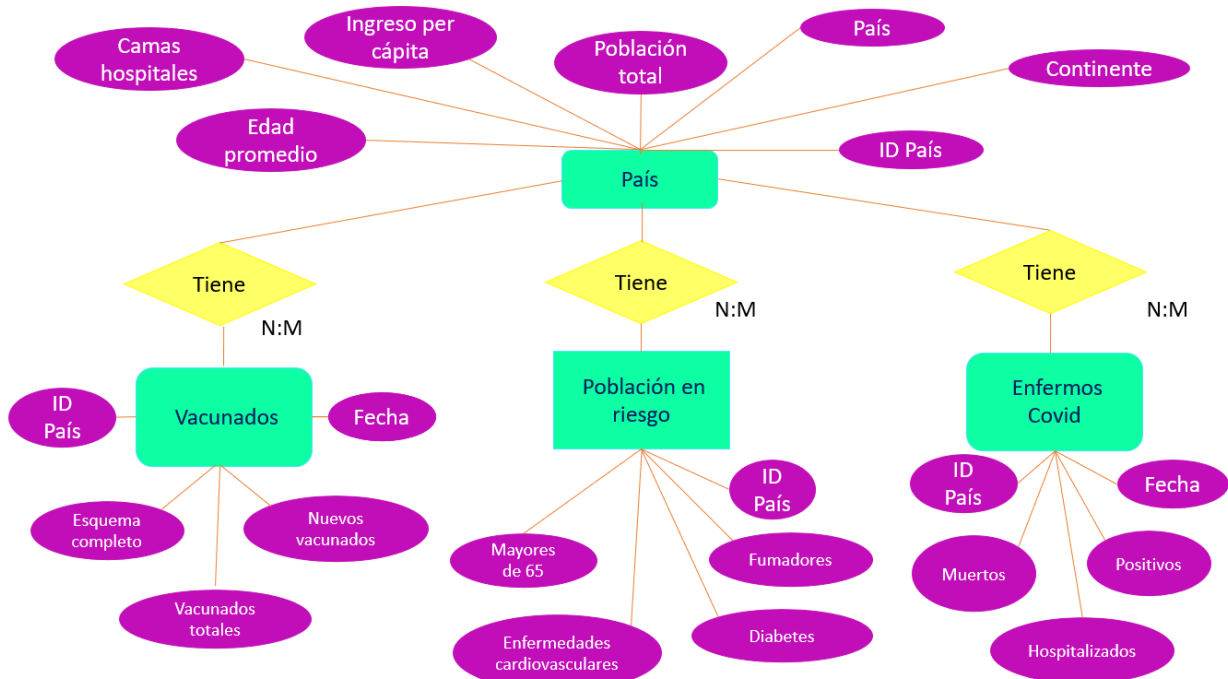 Camas
hospitales
Ingreso per
cápita
Población
total
País
Continente
Edad
promedio
ID País
País
Tiene
N:M
Tiene
N:M
Tiene
N:M
ID
País
Vacunados
Fecha
Esquema
completo
Nuevos
vacunados
Vacunados
totales
Población en
riesgo
ID
País
Mayores
de 65
Fumadores
Enfermedades
cardiovasculares
Diabetes
Enfermos
Covid
ID
País
Fecha
Muertos
Positivos
Hospitalizados